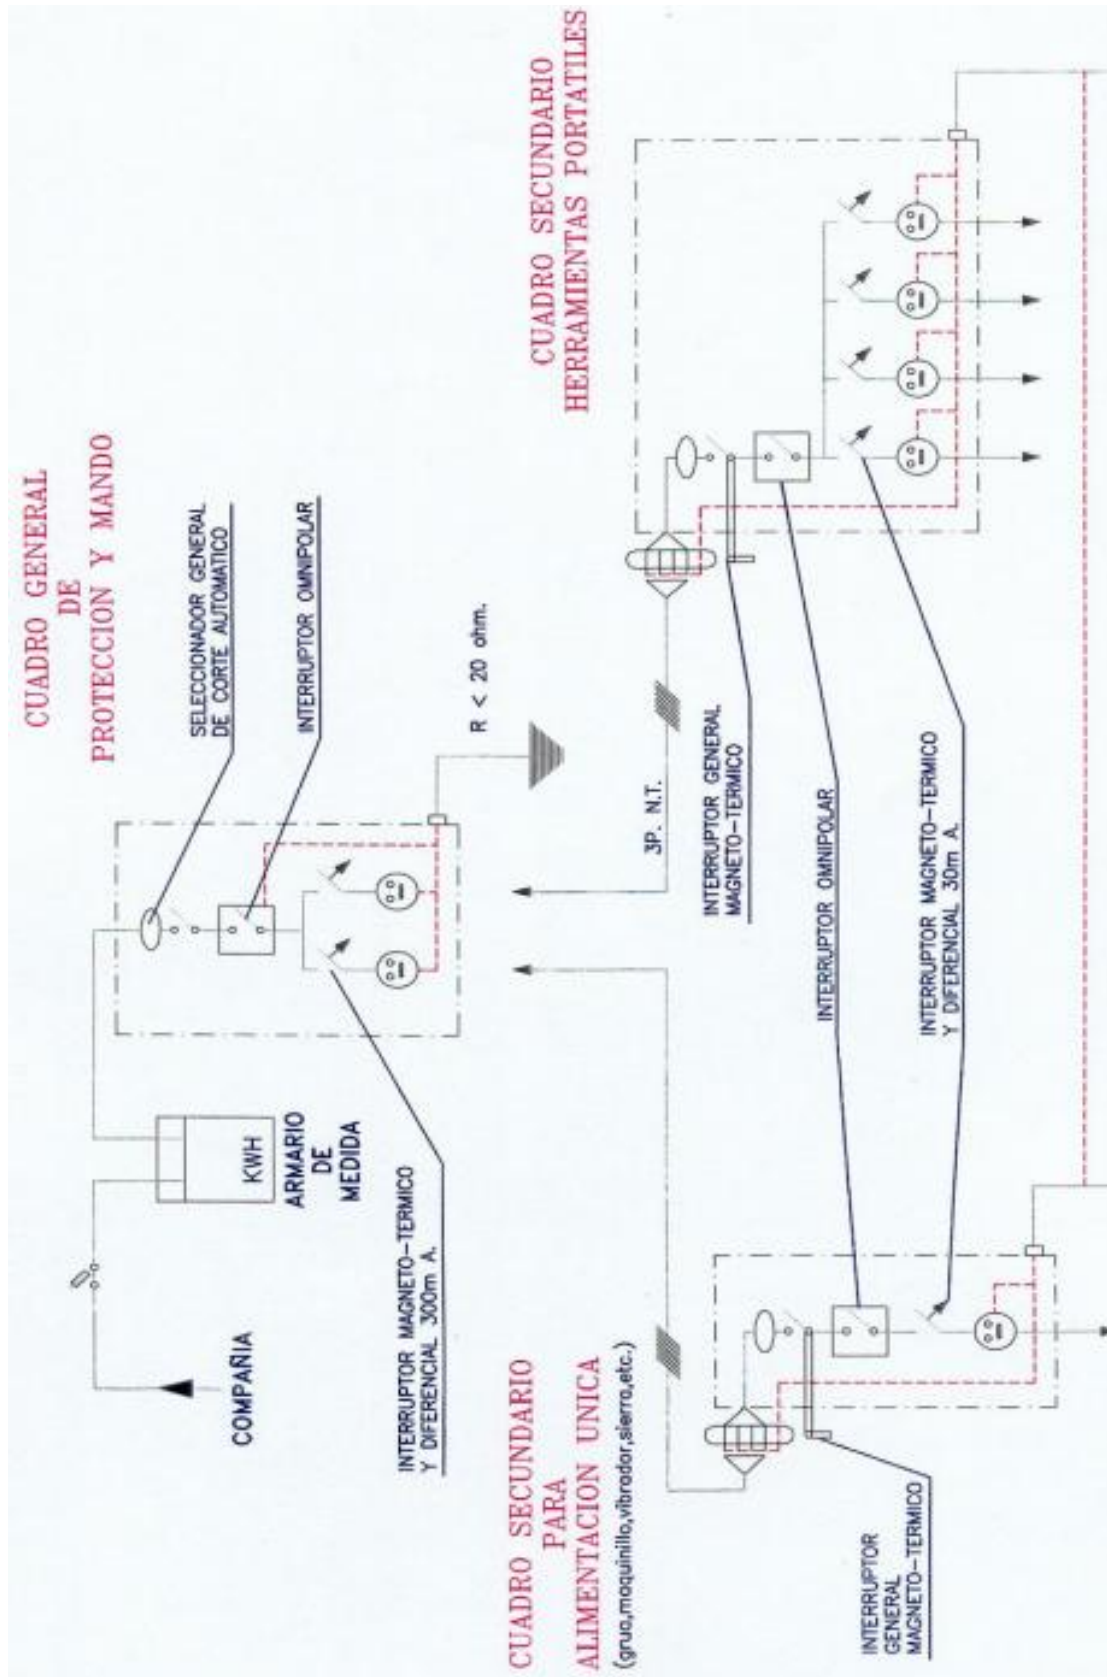 CUADRO GENERAL
DE
PROTECCION Y MANDO
SELECCIONADOR GENERAL
DE CORTE AUTOMATICO
INTERRUPTOR OMNIPOLAR
R < 20 ohm.
COMPAÑIA
KWH
ARMARIO
DE
MEDIDA
INTERRUPTOR MAGNETO-TERMICO
Y DIFERENCIAL 300m A.
CUADRO SECUNDARIO
PARA
ALIMENTACION UNICA
(grua,maquinillo,vibrador,sierra,etc.)
CUADRO SECUNDARIO
HERRAMIENTAS PORTATILES
3P. N.T.
INTERRUPTOR GENERAL
MAGNETO-TERMICO
INTERRUPTOR OMNIPOLAR
INTERRUPTOR MAGNETO-TERMICO
Y DIFERENCIAL 30m A.
INTERRUPTOR
GENERAL
MAGNETO-TERMICO